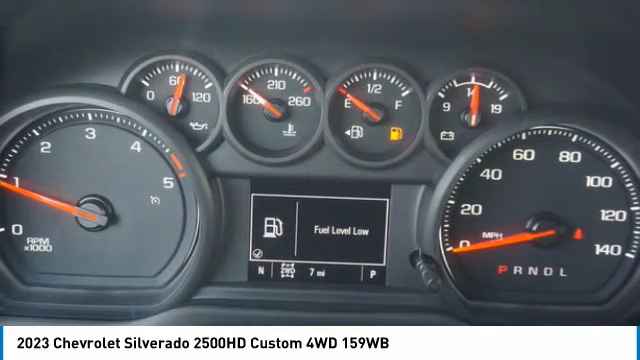 0 60 120
160 210 260
E 1/2 F
9 14 19
0 1 2 3 4 5
RPM
x1000
Fuel Level Low
N 2WD 7 mi P
0 20 40 60 80 100 120 140
MPH
P R N D L
2023 Chevrolet Silverado 2500HD Custom 4WD 159WB